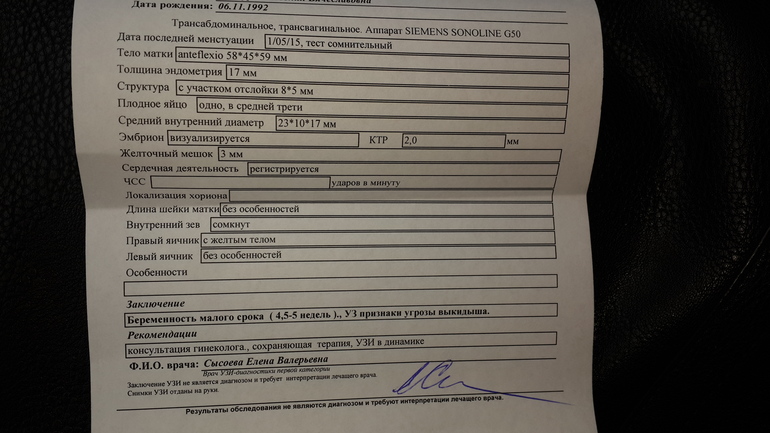 Дата рождения: 06.11.1992
Трансабдоминальное, трансвагинальное. Аппарат SIEMENS SONOLINE G50
Дата последней менстуации 1/05/15, тест сомнительный
Тело матки anteflexio 58*45*59 мм
Толщина эндометрия 17 мм
Структура с участком отслойки 8*5 мм
Плодное яйцо одно, в средней трети
Средний внутренний диаметр 23*10*17 мм
Эмбрион визуализируется КТР 2,0 мм
Желточный мешок 3 мм
Сердечная деятельность регистрируется
ЧСС ударов в минуту
Локализация хориона
Длина шейки матки без особенностей
Внутренний зев сомкнут
Правый яичник с желтым телом
Левый яичник без особенностей
Особенности
Заключение
Беременность малого срока ( 4,5-5 недель )., УЗ признаки угрозы выкидыша.
Рекомендации
консультация гинеколога., сохраняющая терапия, УЗИ в динамике
Ф.И.О. врача: Сысоева Елена Валерьевна
Врач УЗИ-диагностики первой категории
Заключение УЗИ не является диагнозом и требует интерпретации лечащего врача.
Снимки УЗИ отданы на руки.
Результаты обследования не являются диагнозом и требуют интерпретации лечащего врача.